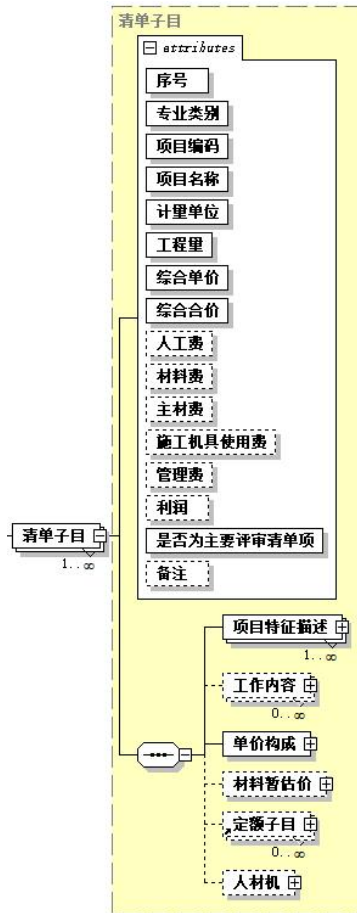 清单子目
attributes
序号
专业类别
项目编码
项目名称
计量单位
工程量
综合单价
综合合价
人工费
材料费
主材费
施工机具使用费
管理费
利润
是否为主要评审清单项
备注
清单子目
1..∞
项目特征描述
1..∞
工作内容
0..∞
单价构成
材料暂估价
定额子目
0..∞
人材机